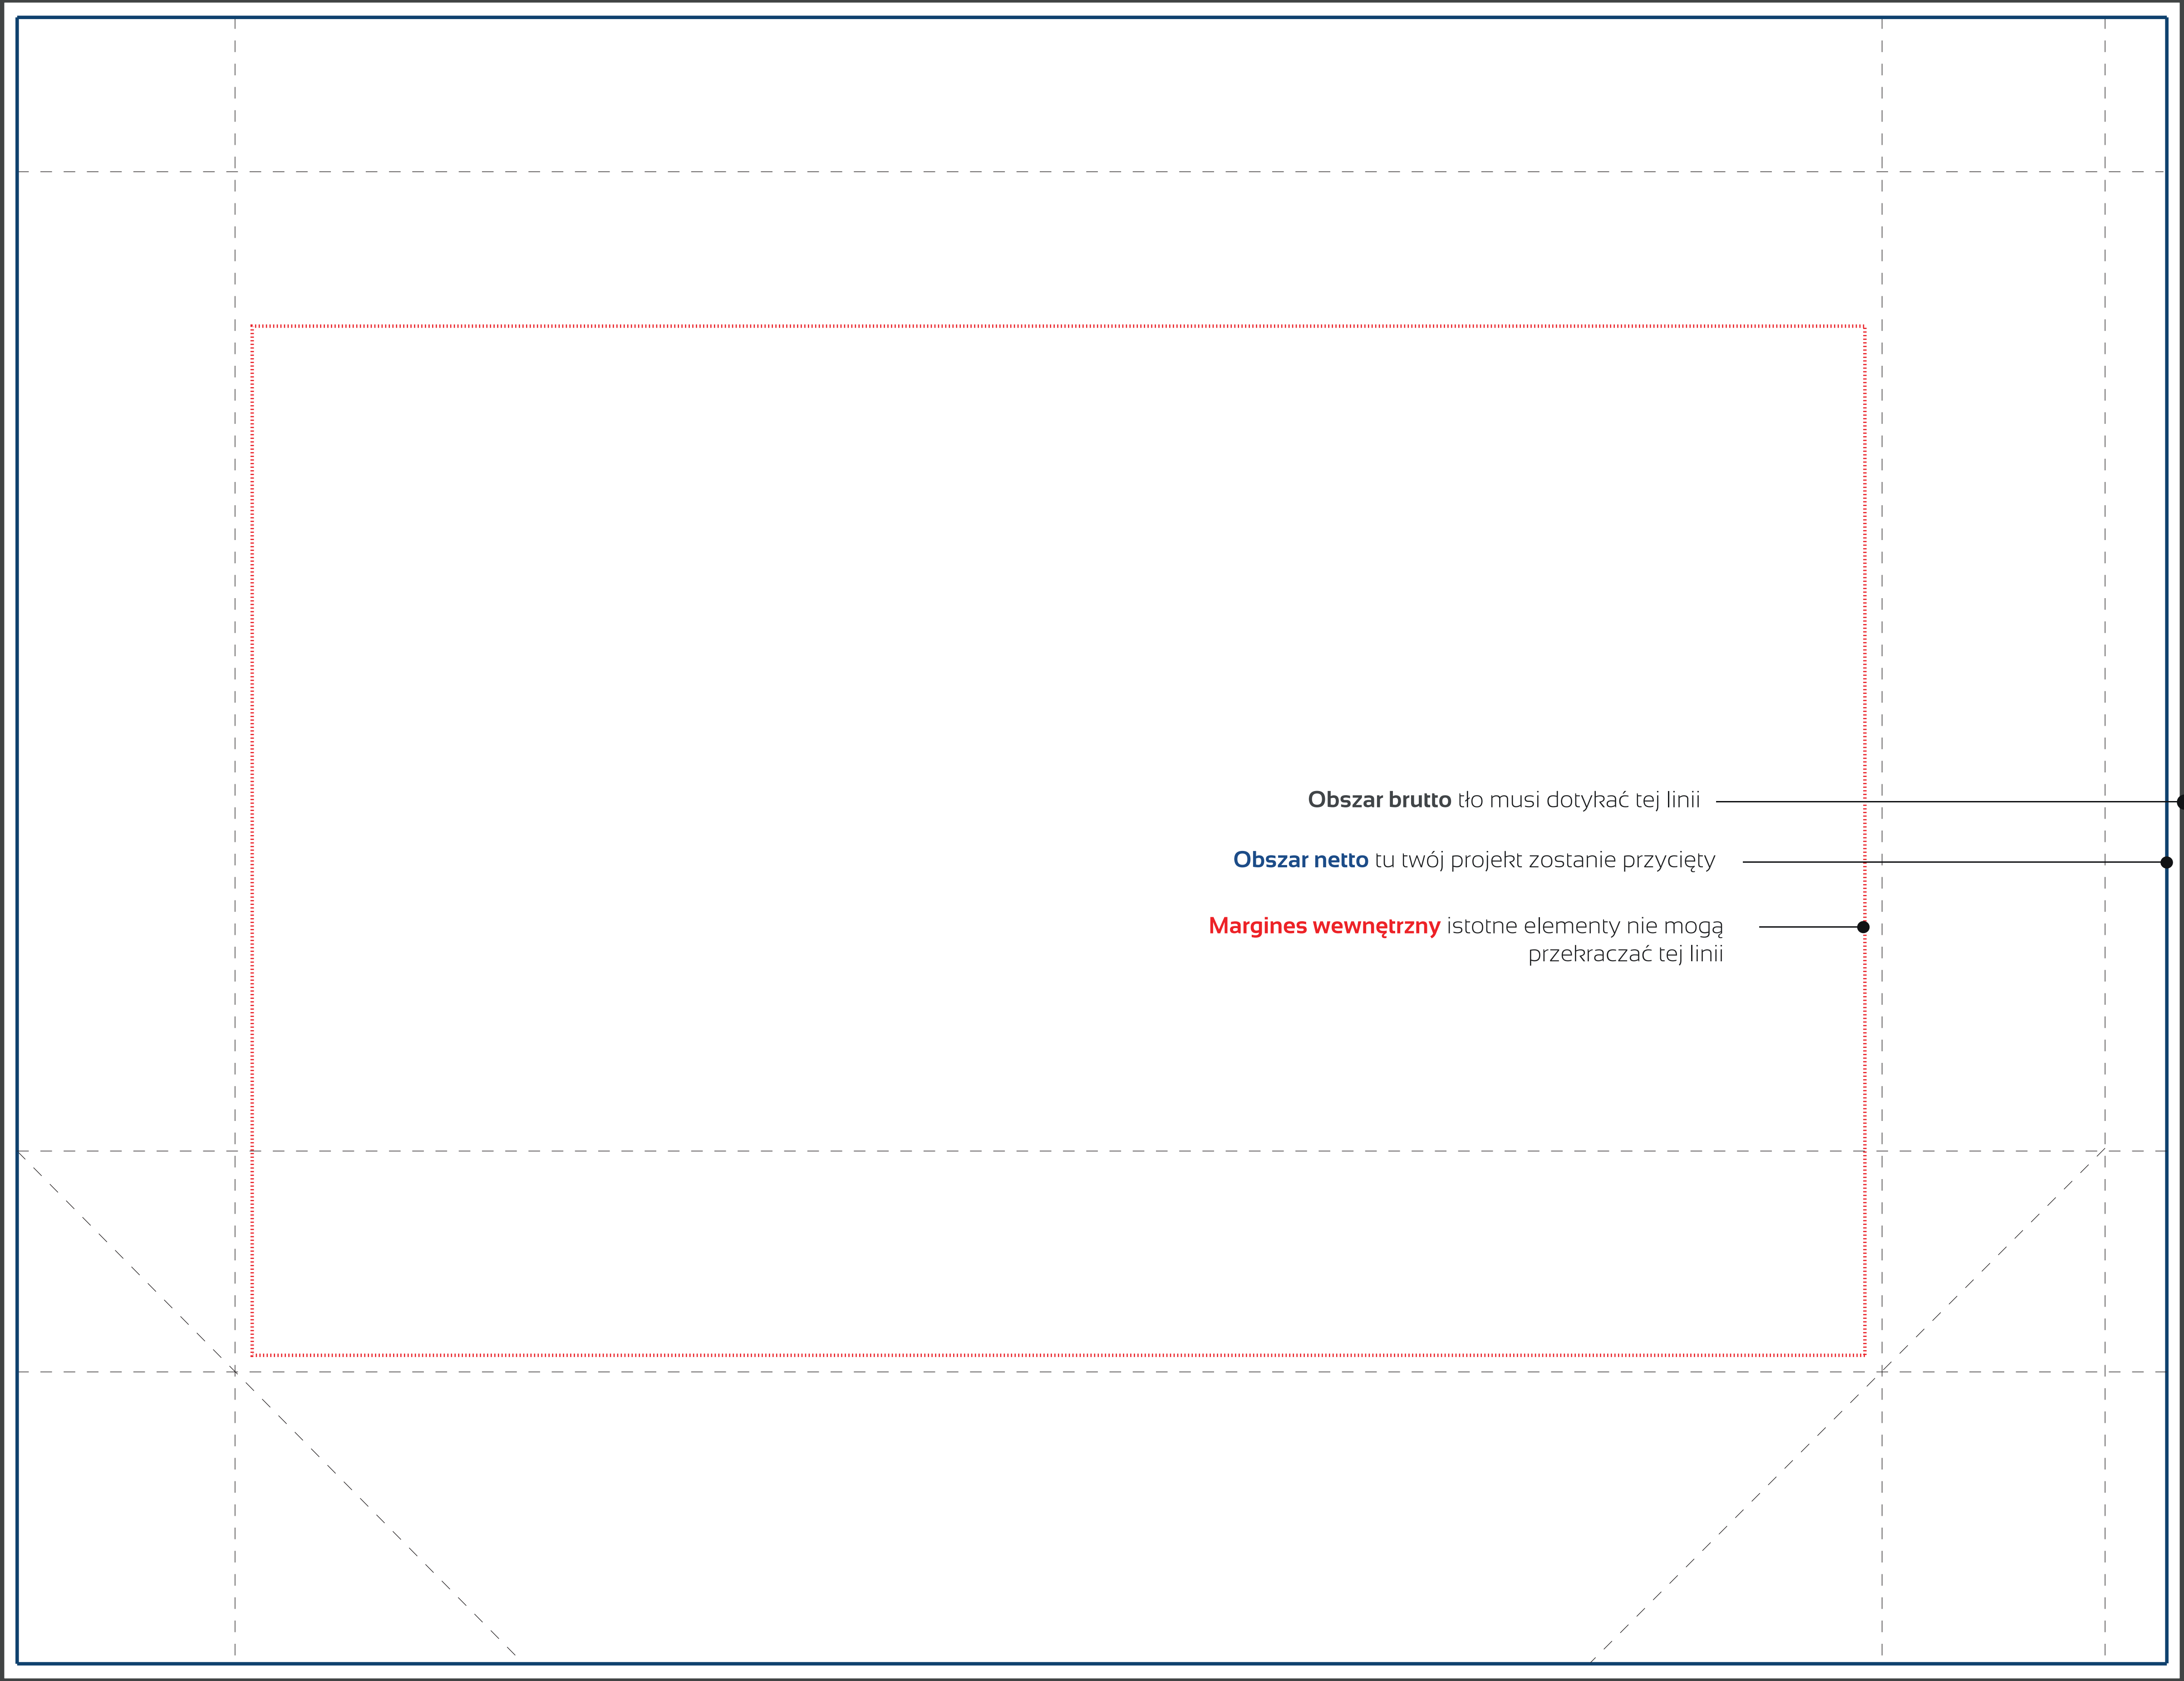 Obszar brutto tło musi dotykać tej linii
Obszar netto tu twój projekt zostanie przycięty
Margines wewnętrzny istotne elementy nie mogą
przekraczać tej linii